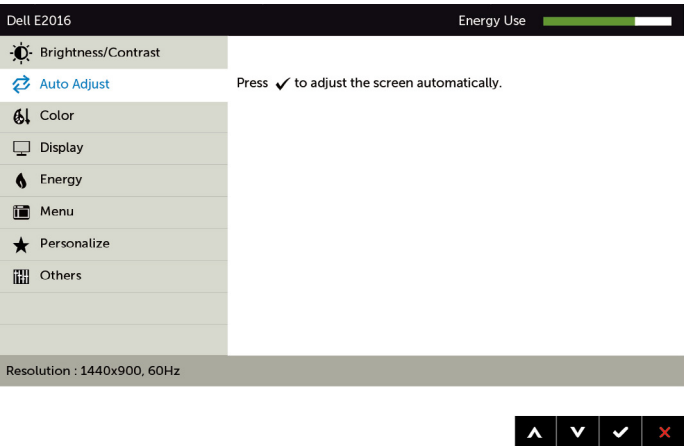 Dell E2016 Energy Use
Brightness/Contrast
Auto Adjust
Press ✓ to adjust the screen automatically.
Color
Display
Energy
Menu
Personalize
Others
Resolution : 1440x900, 60Hz